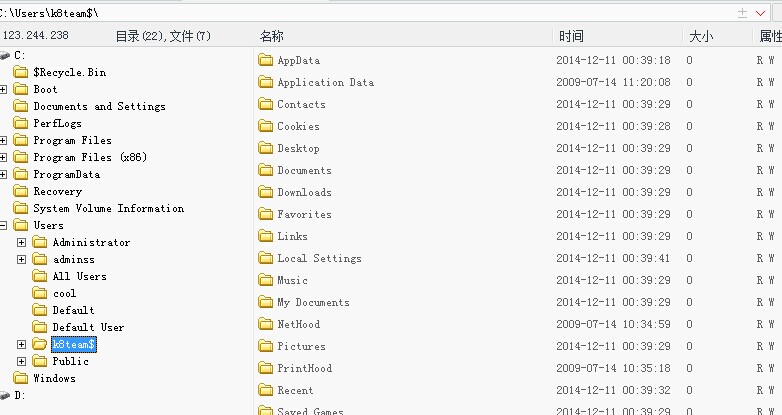 C:\Users\k8team$\
123.244.238 目录(22),文件(7) 名称 时间 大小 属性
C:
$Recycle.Bin
Boot
Documents and Settings
PerfLogs
Program Files
Program Files (x86)
ProgramData
Recovery
System Volume Information
Users
Administrator
adminss
All Users
cool
Default
Default User
k8team$
Public
Windows
D:
AppData 2014-12-11 00:39:18 0 R W
Application Data 2009-07-14 11:20:08 0 R W
Contacts 2014-12-11 00:39:29 0 R W
Cookies 2014-12-11 00:39:28 0 R W
Desktop 2014-12-11 00:39:29 0 R W
Documents 2014-12-11 00:39:29 0 R W
Downloads 2014-12-11 00:39:29 0 R W
Favorites 2014-12-11 00:39:29 0 R W
Links 2014-12-11 00:39:29 0 R W
Local Settings 2014-12-11 00:39:41 0 R W
Music 2014-12-11 00:39:29 0 R W
My Documents 2014-12-11 00:39:29 0 R W
NetHood 2009-07-14 10:34:59 0 R W
Pictures 2014-12-11 00:39:29 0 R W
PrintHood 2009-07-14 10:35:18 0 R W
Recent 2014-12-11 00:39:32 0 R W
Saved Games 2014-12-11 00:39:29 0 R W